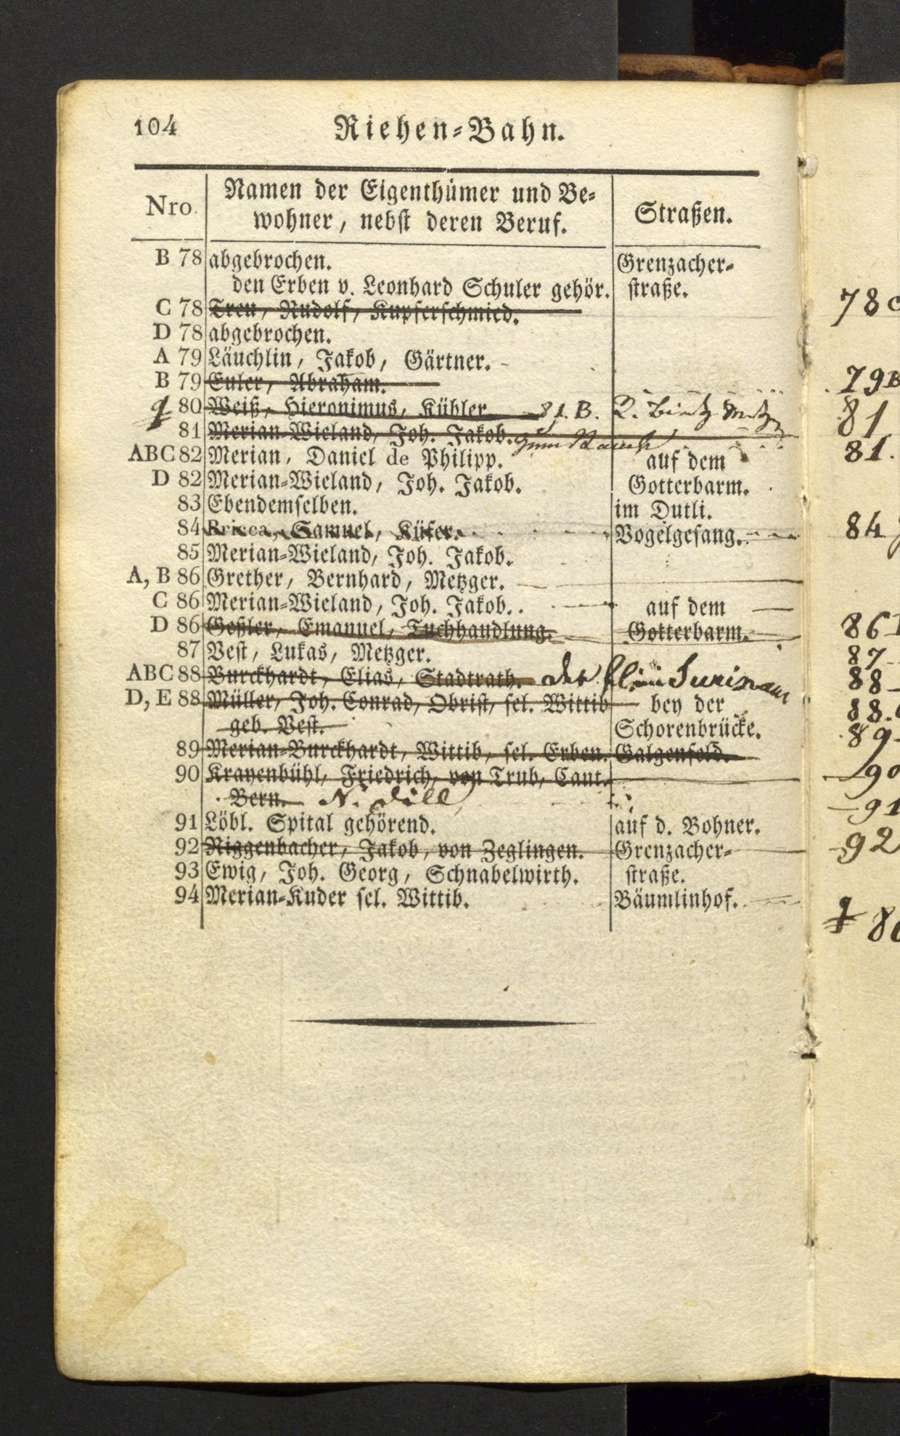 104 Riehen-Bahn.
Nro. Namen der Eigenthümer und Be- Straßen.
wohner, nebst deren Beruf.
B 78 abgebrochen. Grenzacher-
den Erben v. Leonhard Schuler gehör. straße.
C 78 Treu, Rudolf, Kupferschmied.
D 78 abgebrochen.
A 79 Läuchlin, Jakob, Gärtner.
B 79 Euler, Abraham.
80 Weiß, Hieronimus, Kübler 81. B.
81 Merian-Wieland, Joh. Jakob.
ABC 82 Merian, Daniel de Philipp. auf dem
D 82 Merian-Wieland, Joh. Jakob. Gotterbarm.
83 Ebendemselben. im Dutli.
84 Samuel, Küfer. Vogelgesang.
85 Merian-Wieland, Joh. Jakob.
A, B 86 Grether, Bernhard, Metzger.
C 86 Merian-Wieland, Joh. Jakob. auf dem
D 86 Geßler, Emanuel, Tuchhandlung. Gotterbarm.
87 Vest, Lukas, Metzger.
ABC 88 Burckhardt, Elias, Stadtrath.
D, E 88 Müller, Joh. Conrad, Obrist, sel. Wittib bey der
geb. Vest. Schorenbrücke.
89 Merian-Burckhardt, Wittib, sel. Erben. Galgenfeld.
90 Krayenbühl, Friedrich, von Trub, Cant.
Bern. N. Dill
91 Löbl. Spital gehörend. auf d. Bohner.
92 Riggenbacher, Jakob, von Zeglingen. Grenzacher-
93 Ewig, Joh. Georg, Schnabelwirth. straße.
94 Merian-Kuder sel. Wittib. Bäumlinhof.
78
79B
81
81.
84
86
87
88
88.
89
90
91
92